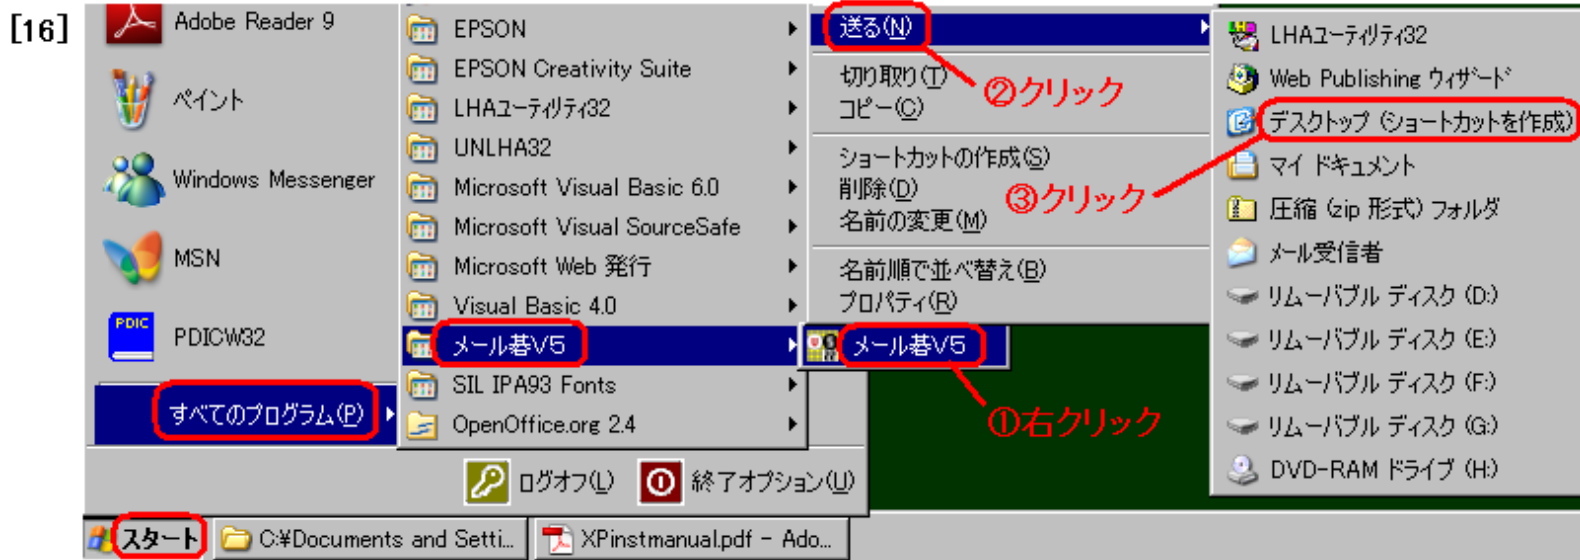 [16]
Adobe Reader 9
ペイント
Windows Messenger
MSN
PDIC
PDICW32
すべてのプログラム(P)
EPSON
EPSON Creativity Suite
LHAユーティリティ32
UNLHA32
Microsoft Visual Basic 6.0
Microsoft Visual SourceSafe
Microsoft Web 発行
Visual Basic 4.0
メール碁V5
SIL IPA93 Fonts
OpenOffice.org 2.4
送る(N)
切り取り(T)
コピー(C)
②クリック
ショートカットの作成(S)
削除(D)
名前の変更(M)
③クリック
名前順で並べ替え(B)
プロパティ(R)
メール碁V5
①右クリック
LHAユーティリティ32
Web Publishing ウィザード
デスクトップ (ショートカットを作成)
マイ ドキュメント
圧縮 (zip 形式) フォルダ
メール受信者
リムーバブル ディスク (D:)
リムーバブル ディスク (E:)
リムーバブル ディスク (F:)
リムーバブル ディスク (G:)
DVD-RAM ドライブ (H:)
ログオフ(L)
終了オプション(U)
スタート
C:¥Documents and Setti...
XPinstmanual.pdf - Ado...